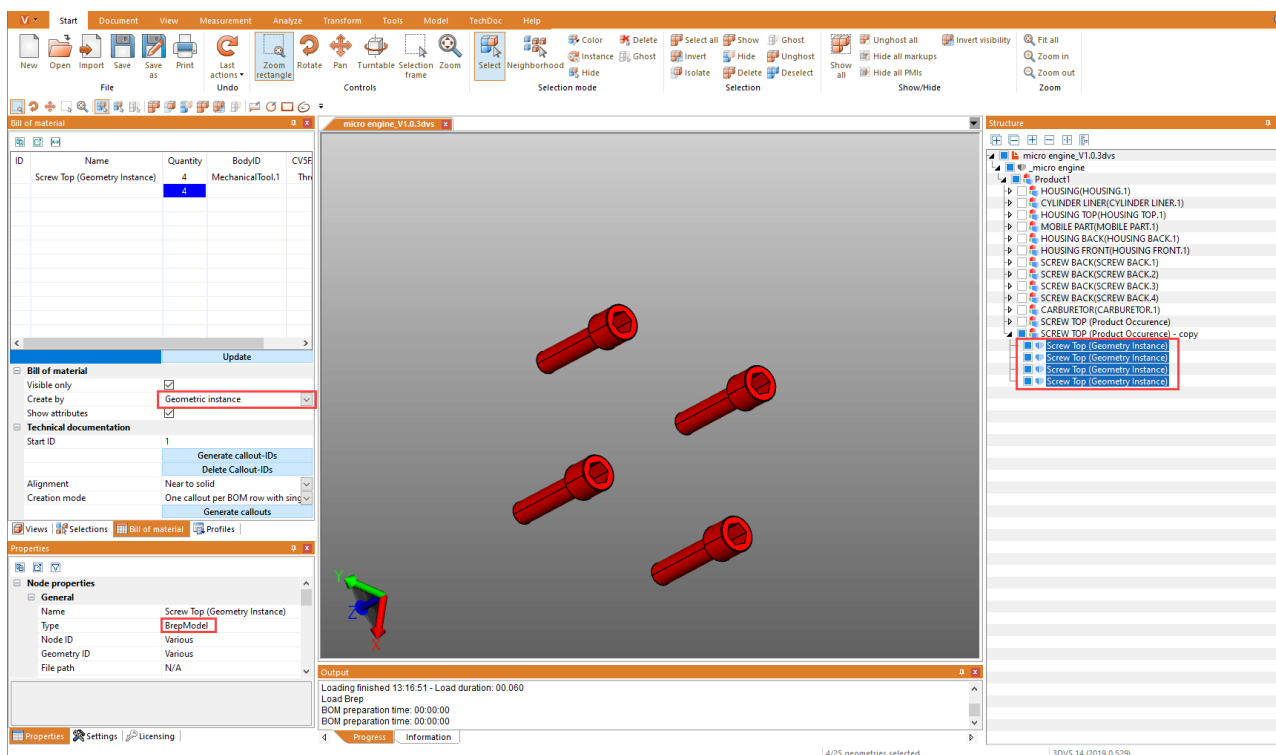 V Start Document View Measurement Analyze Transform Tools Model TechDoc Help
New Open Import Save Save as Print
File
Last actions
Undo
Zoom rectangle Rotate Pan Turntable Selection frame Zoom
Controls
Select Neighborhood Color Delete
Instance Ghost
Hide
Selection mode
Select all Show Ghost
Invert Hide Unghost
Isolate Delete Deselect
Selection
Show all Unghost all Invert visibility
Hide all markups
Hide all PMIs
Show/Hide
Fit all
Zoom in
Zoom out
Zoom
Bill of material
ID Name Quantity BodyID CV5F
Screw Top (Geometry Instance) 4 MechanicalTool.1 Thre
4
Update
Bill of material
Visible only
Create by Geometric instance
Show attributes
Technical documentation
Start ID 1
Generate callout-IDs
Delete Callout-IDs
Alignment Near to solid
Creation mode One callout per BOM row with sing
Generate callouts
Views Selections Bill of material Profiles
Properties
Node properties
General
Name Screw Top (Geometry Instance)
Type BrepModel
Node ID Various
Geometry ID Various
File path N/A
Properties Settings Licensing
micro engine_V1.0.3dvs
Y
Z
X
Output
Loading finished 13:16:51 - Load duration: 00.060
Load Brep
BOM preparation time: 00:00:00
BOM preparation time: 00:00:00
Progress Information
Structure
micro engine_V1.0.3dvs
_micro engine
Product1
HOUSING(HOUSING.1)
CYLINDER LINER(CYLINDER LINER.1)
HOUSING TOP(HOUSING TOP.1)
MOBILE PART(MOBILE PART.1)
HOUSING BACK(HOUSING BACK.1)
HOUSING FRONT(HOUSING FRONT.1)
SCREW BACK(SCREW BACK.1)
SCREW BACK(SCREW BACK.2)
SCREW BACK(SCREW BACK.3)
SCREW BACK(SCREW BACK.4)
CARBURETOR(CARBURETOR.1)
SCREW TOP (Product Occurence)
SCREW TOP (Product Occurence) - copy
Screw Top (Geometry Instance)
Screw Top (Geometry Instance)
Screw Top (Geometry Instance)
Screw Top (Geometry Instance)
4/25 geometries selected
3DVS 14 (2019.0.529)